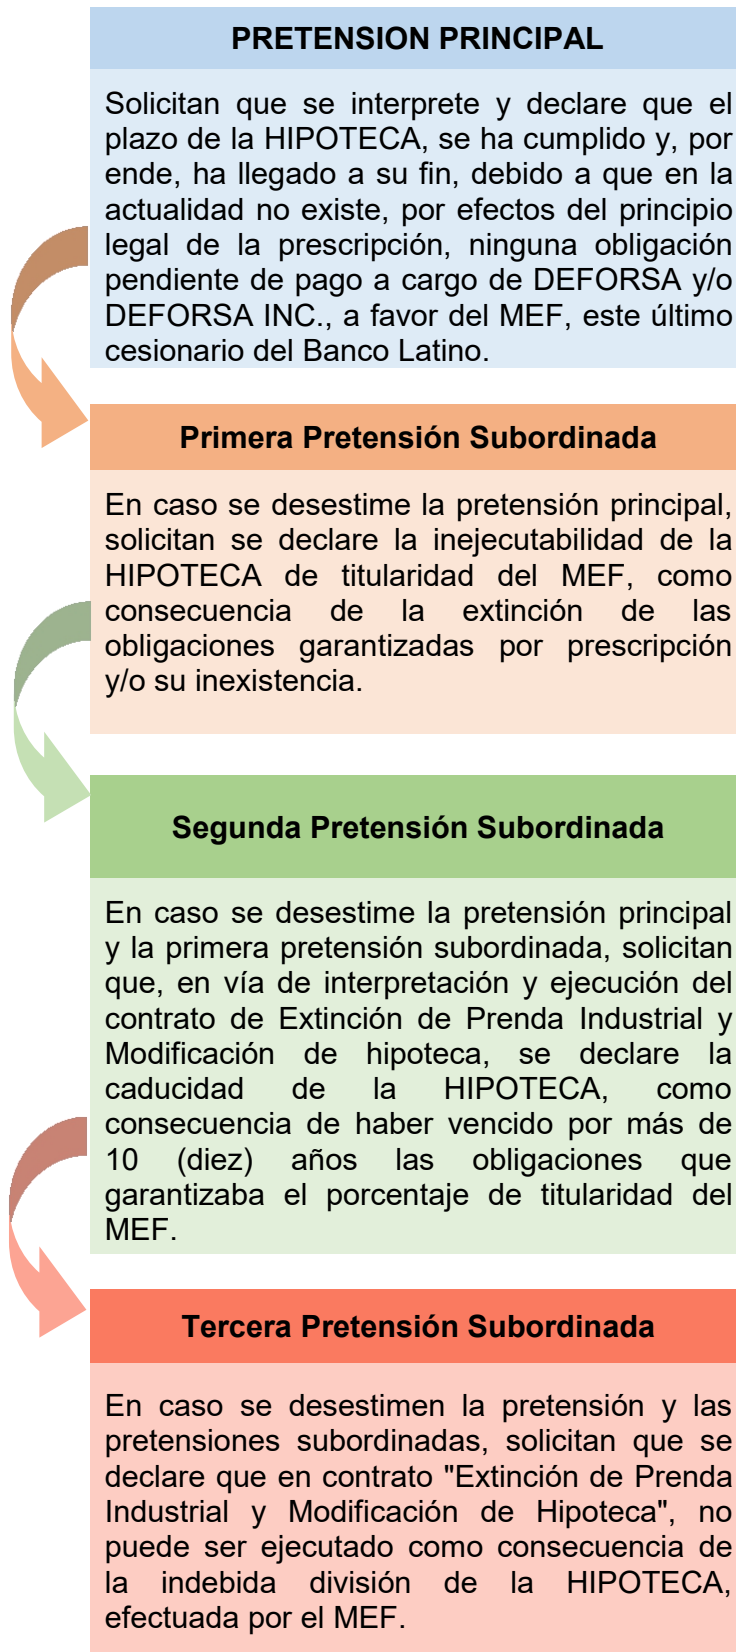 PRETENSION PRINCIPAL
Solicitan que se interprete y declare que el
plazo de la HIPOTECA, se ha cumplido y, por
ende, ha llegado a su fin, debido a que en la
actualidad no existe, por efectos del principio
legal de la prescripción, ninguna obligación
pendiente de pago a cargo de DEFORSA y/o
DEFORSA INC., a favor del MEF, este último
cesionario del Banco Latino.
Primera Pretensión Subordinada
En caso se desestime la pretensión principal,
solicitan se declare la inejecutabilidad de la
HIPOTECA de titularidad del MEF, como
consecuencia de la extinción de las
obligaciones garantizadas por prescripción
y/o su inexistencia.
Segunda Pretensión Subordinada
En caso se desestime la pretensión principal
y la primera pretensión subordinada, solicitan
que, en vía de interpretación y ejecución del
contrato de Extinción de Prenda Industrial y
Modificación de hipoteca, se declare la
caducidad de la HIPOTECA, como
consecuencia de haber vencido por más de
10 (diez) años las obligaciones que
garantizaba el porcentaje de titularidad del
MEF.
Tercera Pretensión Subordinada
En caso se desestimen la pretensión y las
pretensiones subordinadas, solicitan que se
declare que en contrato "Extinción de Prenda
Industrial y Modificación de Hipoteca", no
puede ser ejecutado como consecuencia de
la indebida división de la HIPOTECA,
efectuada por el MEF.